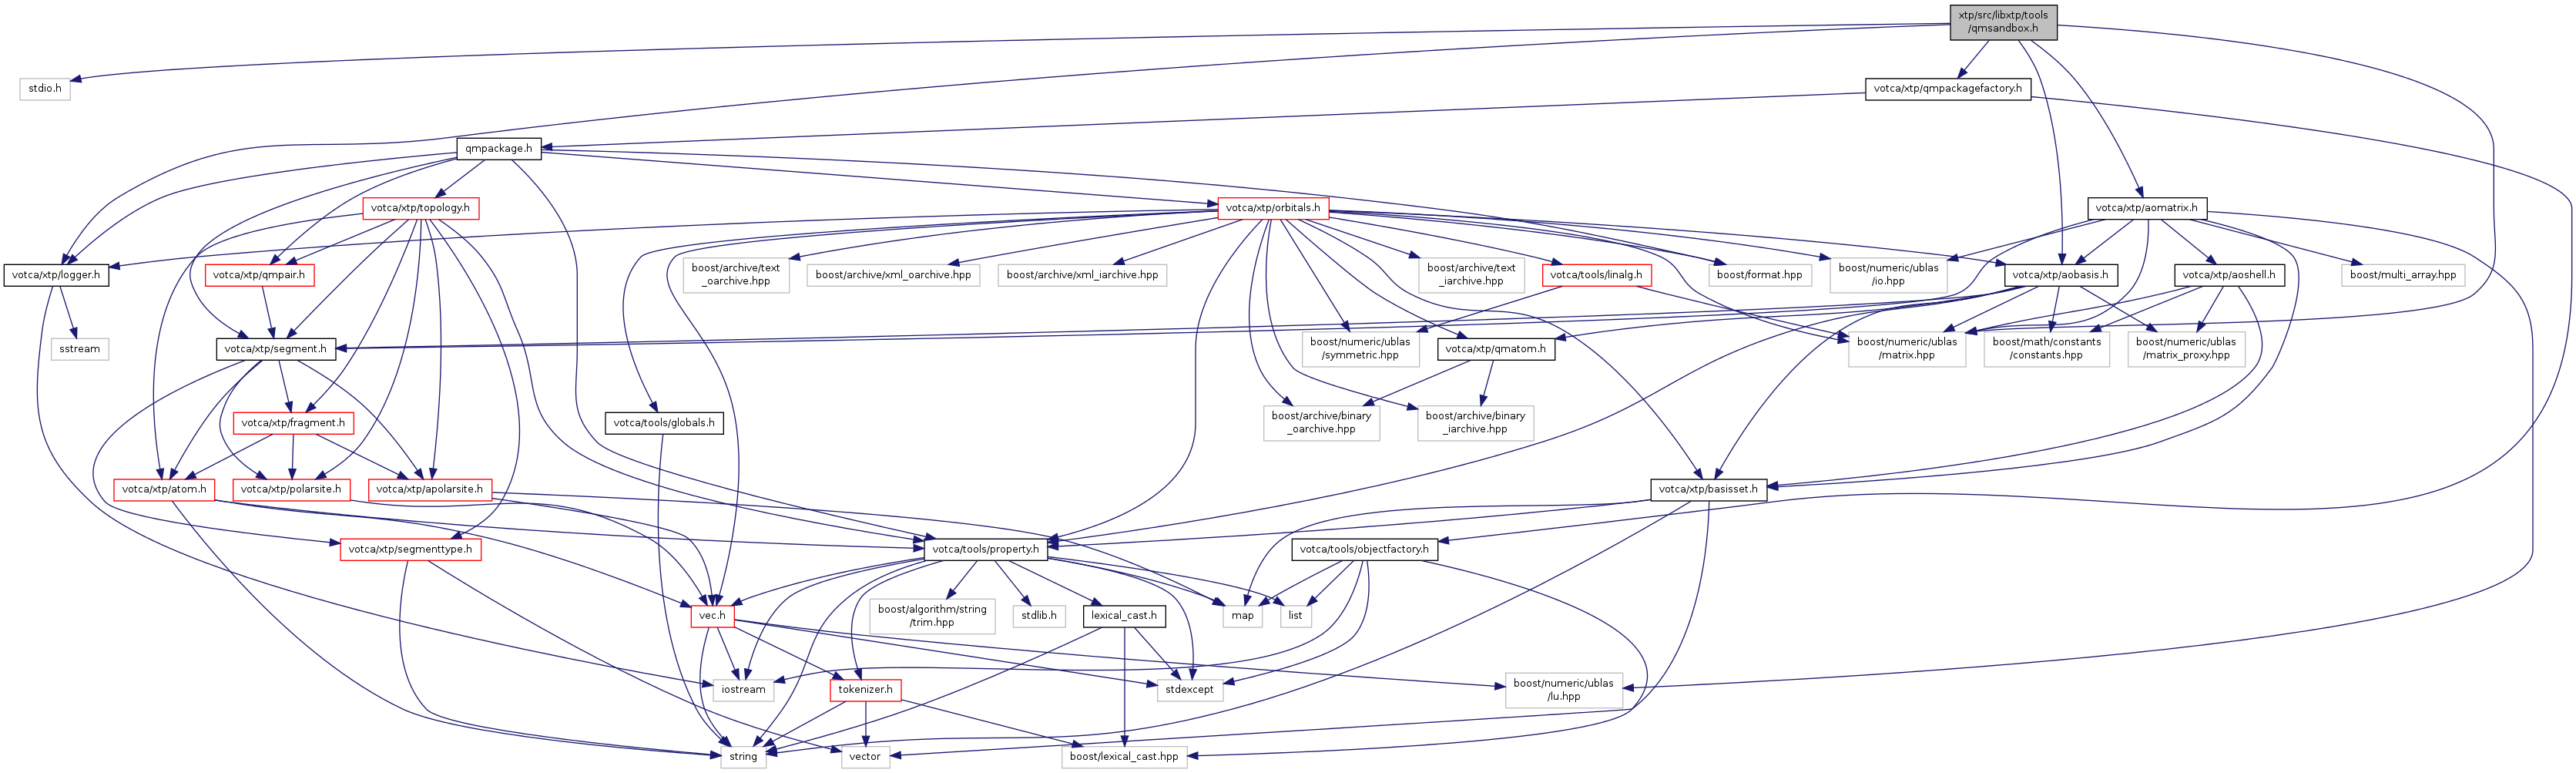 xtp/src/libxtp/tools
/qmsandbox.h
stdio.h
votca/xtp/qmpackagefactory.h
qmpackage.h
votca/xtp/topology.h
votca/xtp/orbitals.h
votca/xtp/aomatrix.h
votca/xtp/logger.h
votca/xtp/qmpair.h
boost/archive/text
_oarchive.hpp
boost/archive/xml_oarchive.hpp
boost/archive/xml_iarchive.hpp
boost/archive/text
_iarchive.hpp
votca/tools/linalg.h
boost/format.hpp
boost/numeric/ublas
/io.hpp
votca/xtp/aobasis.h
votca/xtp/aoshell.h
boost/multi_array.hpp
sstream
votca/xtp/segment.h
boost/numeric/ublas
/symmetric.hpp
votca/xtp/qmatom.h
boost/numeric/ublas
/matrix.hpp
boost/math/constants
/constants.hpp
boost/numeric/ublas
/matrix_proxy.hpp
votca/xtp/fragment.h
votca/tools/globals.h
boost/archive/binary
_oarchive.hpp
boost/archive/binary
_iarchive.hpp
votca/xtp/atom.h
votca/xtp/polarsite.h
votca/xtp/apolarsite.h
votca/xtp/basisset.h
votca/xtp/segmenttype.h
votca/tools/property.h
votca/tools/objectfactory.h
vec.h
boost/algorithm/string
/trim.hpp
stdlib.h
lexical_cast.h
map
list
iostream
tokenizer.h
stdexcept
boost/numeric/ublas
/lu.hpp
string
vector
boost/lexical_cast.hpp